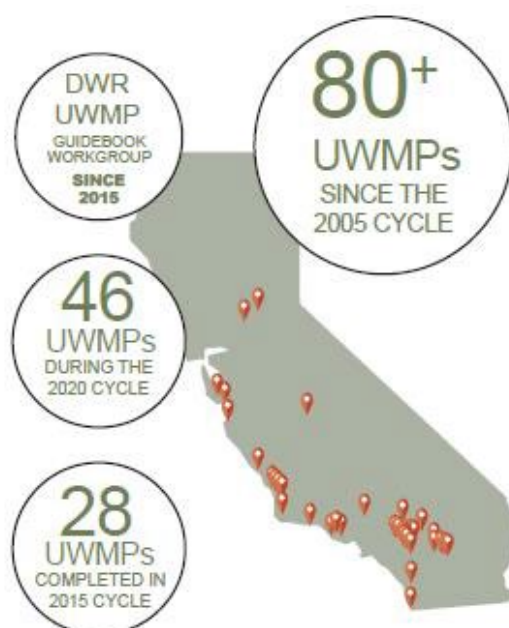 DWR
UWMP
GUIDEBOOK
WORKGROUP
SINCE
2015
80+
UWMPs
SINCE THE
2005 CYCLE
46
UWMPs
DURING THE
2020 CYCLE
28
UWMPs
COMPLETED IN
2015 CYCLE